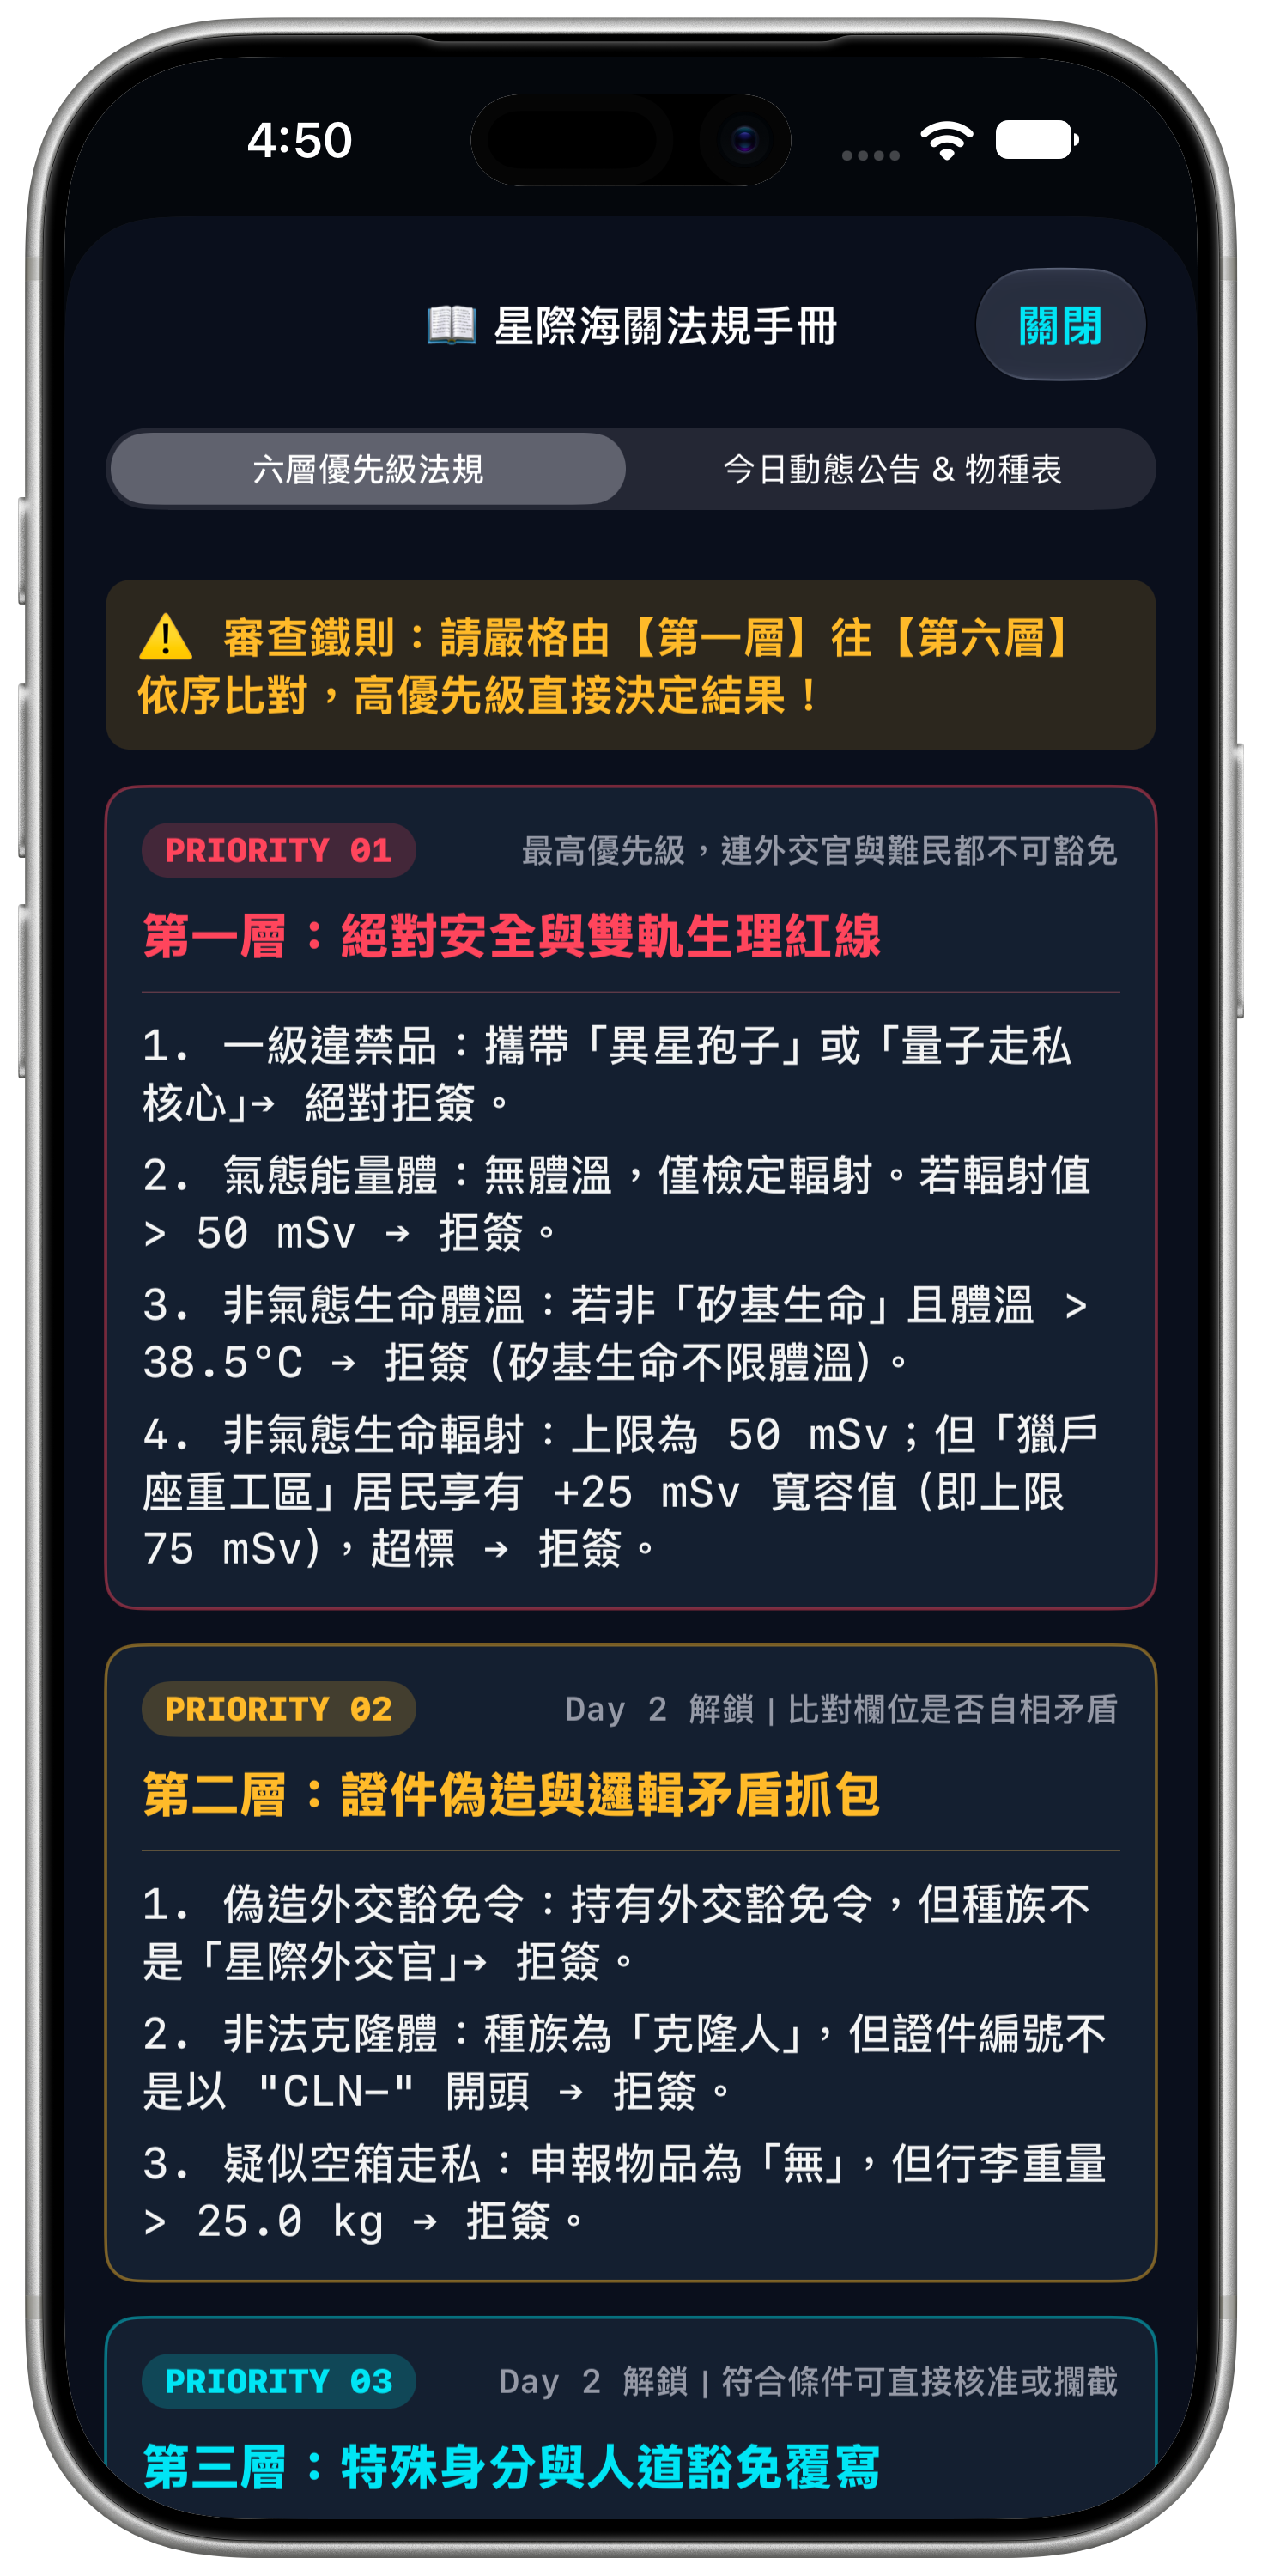 4:50
📖 星際海關法規手冊
關閉
六層優先級法規
今日動態公告 & 物種表
⚠️ 審查鐵則：請嚴格由【第一層】往【第六層】
依序比對，高優先級直接決定結果！
PRIORITY 01
最高優先級，連外交官與難民都不可豁免
第一層：絕對安全與雙軌生理紅線
1. 一級違禁品：攜帶「異星孢子」或「量子走私
核心」→ 絕對拒簽。
2. 氣態能量體：無體溫，僅檢定輻射。若輻射值
> 50 mSv → 拒簽。
3. 非氣態生命體溫：若非「矽基生命」且體溫 >
38.5°C → 拒簽 (矽基生命不限體溫)。
4. 非氣態生命輻射：上限為 50 mSv；但「獵戶
座重工區」居民享有 +25 mSv 寬容值 (即上限
75 mSv)，超標 → 拒簽。
PRIORITY 02
Day 2 解鎖 | 比對欄位是否自相矛盾
第二層：證件偽造與邏輯矛盾抓包
1. 偽造外交豁免令：持有外交豁免令，但種族不
是「星際外交官」→ 拒簽。
2. 非法克隆體：種族為「克隆人」，但證件編號不
是以 "CLN-" 開頭 → 拒簽。
3. 疑似空箱走私：申報物品為「無」，但行李重量
> 25.0 kg → 拒簽。
PRIORITY 03
Day 2 解鎖 | 符合條件可直接核准或攔截
第三層：特殊身分與人道豁免覆寫